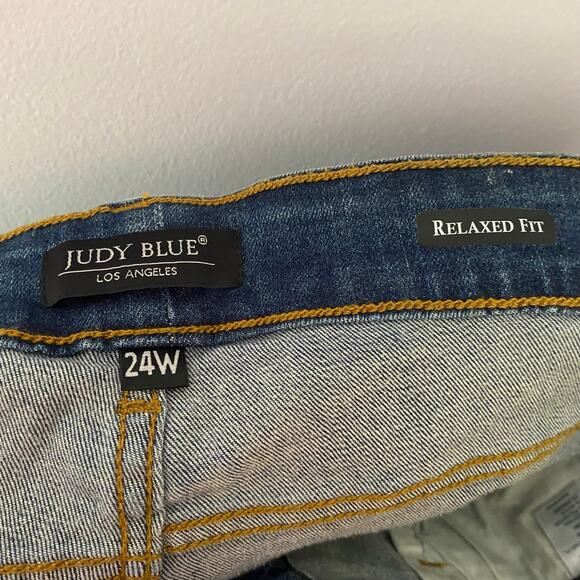 JUDY BLUE®
LOS ANGELES
RELAXED FIT
24W